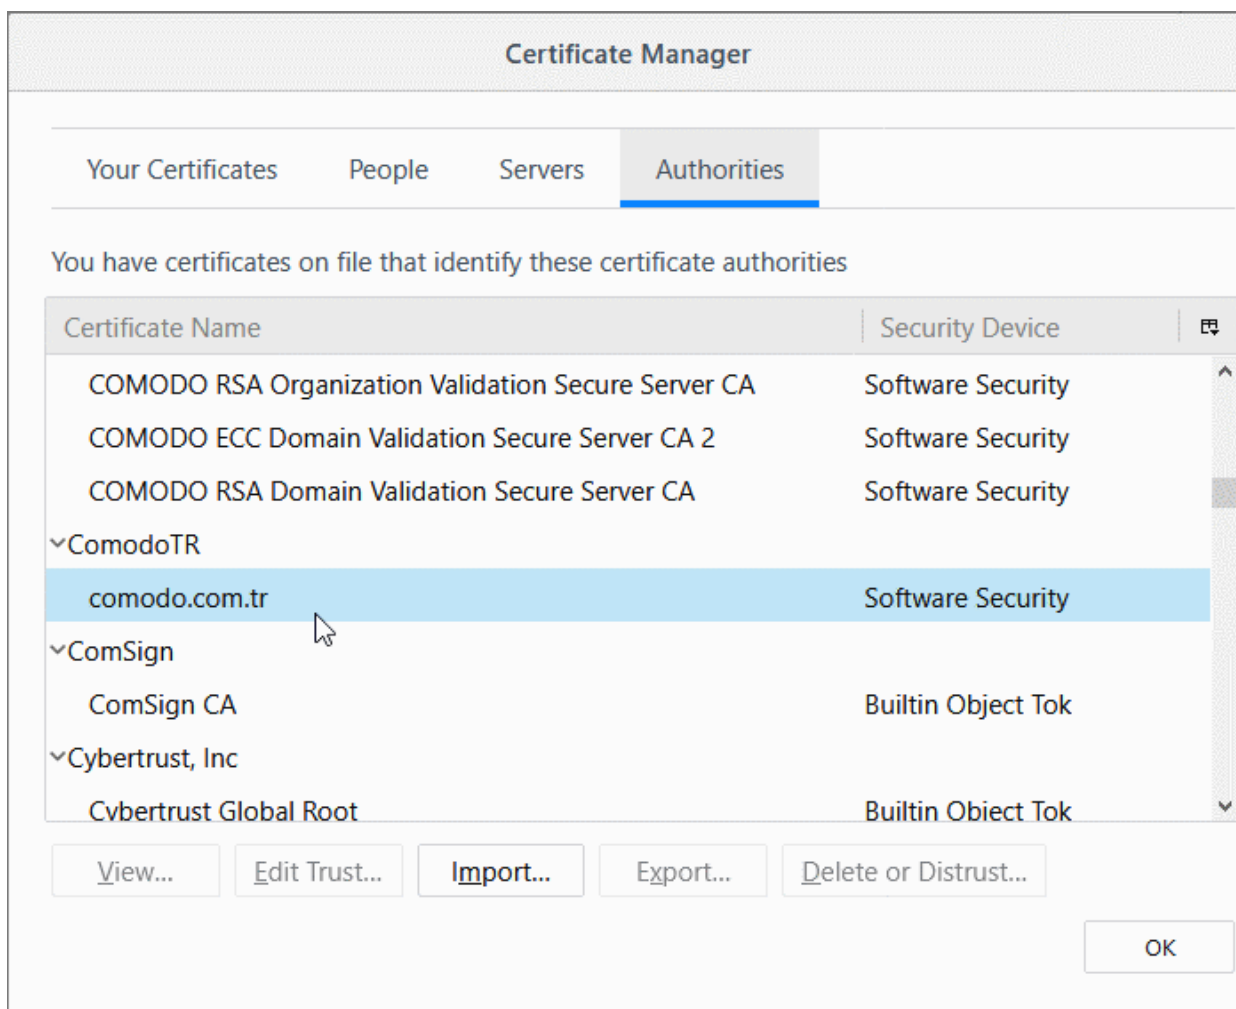 Certificate Manager
Your Certificates People Servers Authorities
You have certificates on file that identify these certificate authorities
Certificate Name Security Device
COMODO RSA Organization Validation Secure Server CA Software Security
COMODO ECC Domain Validation Secure Server CA 2 Software Security
COMODO RSA Domain Validation Secure Server CA Software Security
ComodoTR
comodo.com.tr Software Security
ComSign
ComSign CA Builtin Object Tok
Cybertrust, Inc
Cybertrust Global Root Builtin Object Tok
View... Edit Trust... Import... Export... Delete or Distrust...
OK